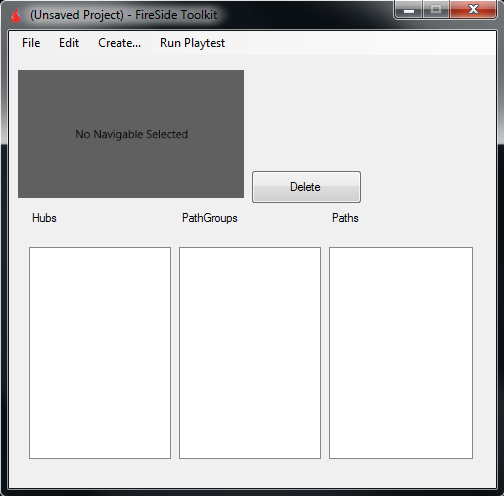 (Unsaved Project) - FireSide Toolkit
File Edit Create... Run Playtest
No Navigable Selected
Delete
Hubs PathGroups Paths